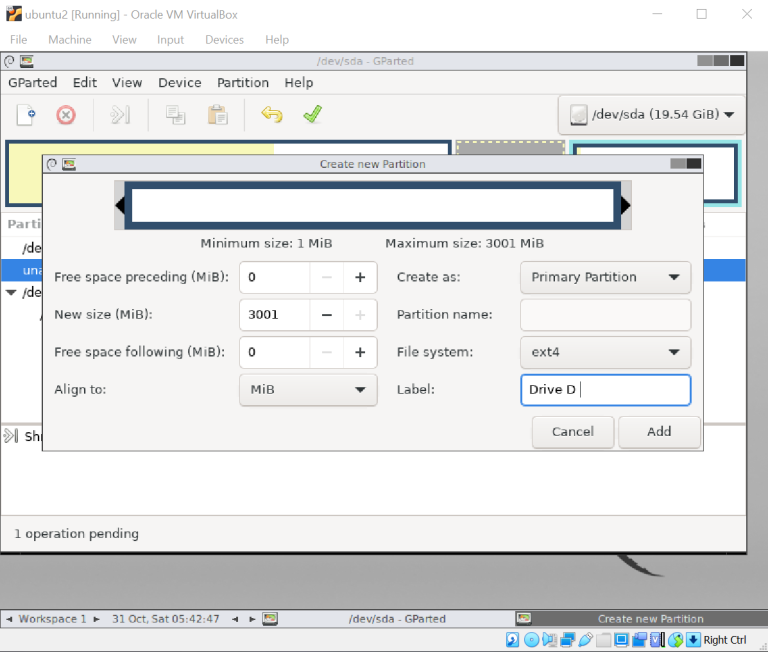 ubuntu2 [Running] - Oracle VM VirtualBox
File Machine View Input Devices Help
/dev/sda - GParted
GParted Edit View Device Partition Help
/dev/sda (19.54 GiB)
Create new Partition
Minimum size: 1 MiB Maximum size: 3001 MiB
Free space preceding (MiB): 0 Create as: Primary Partition
New size (MiB): 3001 Partition name:
Free space following (MiB): 0 File system: ext4
Align to: MiB Label: Drive D
Cancel Add
Parti
/de
una
/de
Shr
1 operation pending
Workspace 1 31 Oct, Sat 05:42:47 /dev/sda - GParted Create new Partition
Right Ctrl